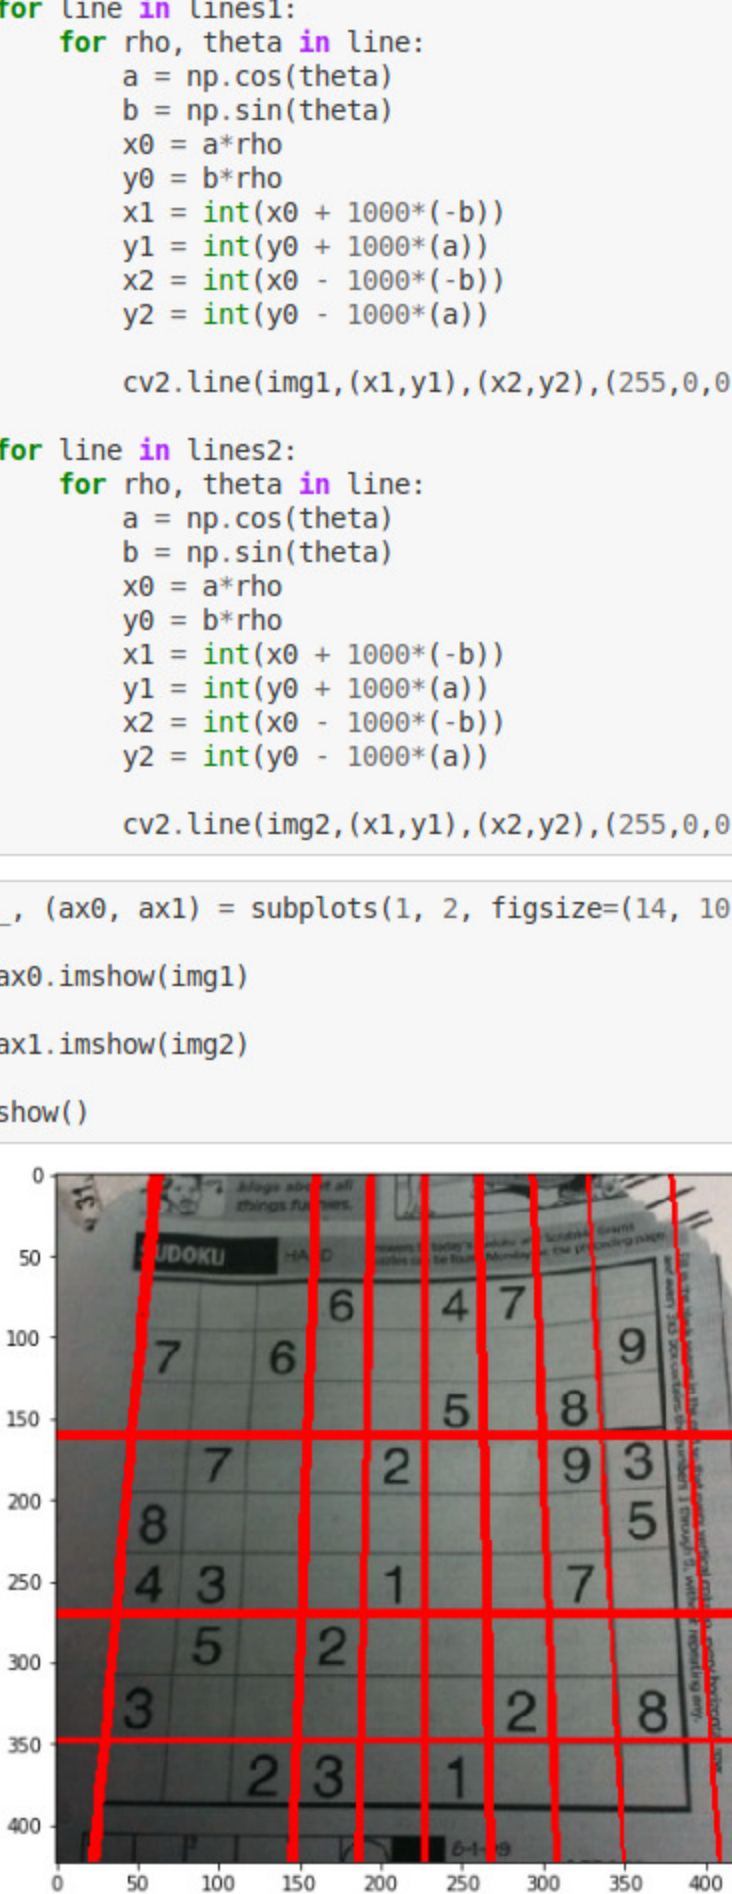 for line in lines1:
    for rho, theta in line:
        a = np.cos(theta)
        b = np.sin(theta)
        x0 = a*rho
        y0 = b*rho
        x1 = int(x0 + 1000*(-b))
        y1 = int(y0 + 1000*(a))
        x2 = int(x0 - 1000*(-b))
        y2 = int(y0 - 1000*(a))
        cv2.line(img1,(x1,y1),(x2,y2),(255,0,0
for line in lines2:
    for rho, theta in line:
        a = np.cos(theta)
        b = np.sin(theta)
        x0 = a*rho
        y0 = b*rho
        x1 = int(x0 + 1000*(-b))
        y1 = int(y0 + 1000*(a))
        x2 = int(x0 - 1000*(-b))
        y2 = int(y0 - 1000*(a))
        cv2.line(img2,(x1,y1),(x2,y2),(255,0,0
_, (ax0, ax1) = subplots(1, 2, figsize=(14, 10
ax0.imshow(img1)
ax1.imshow(img2)
show()
0
50
100
150
200
250
300
350
400
31
blogs about all
things
UDOKU
6 4 7
7 6 9
5 8
7 2 9 3
8 5
4 3 1 7
5 2
3 2 8
2 3 1
0 50 100 150 200 250 300 350 400